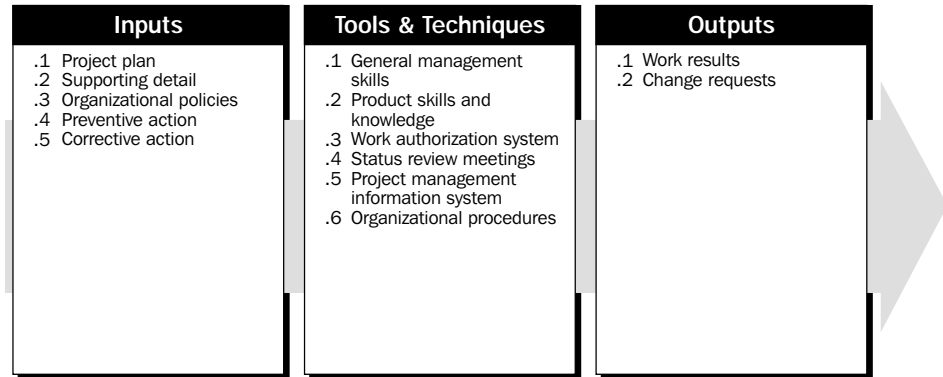 Inputs
.1 Project plan
.2 Supporting detail
.3 Organizational policies
.4 Preventive action
.5 Corrective action
Tools & Techniques
.1 General management
skills
.2 Product skills and
knowledge
.3 Work authorization system
.4 Status review meetings
.5 Project management
information system
.6 Organizational procedures
Outputs
.1 Work results
.2 Change requests